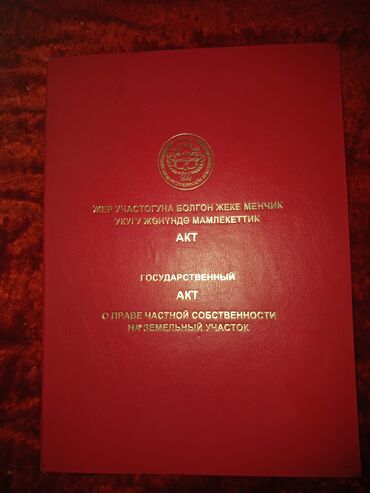 ЖЕР УЧАСТОГУНА БОЛГОН ЖЕКЕ МЕНЧИК
УКУГУ ЖӨНҮНДӨ МАМЛЕКЕТТИК
АКТ
ГОСУДАРСТВЕННЫЙ
АКТ
О ПРАВЕ ЧАСТНОЙ СОБСТВЕННОСТИ
НА ЗЕМЕЛЬНЫЙ УЧАСТОК